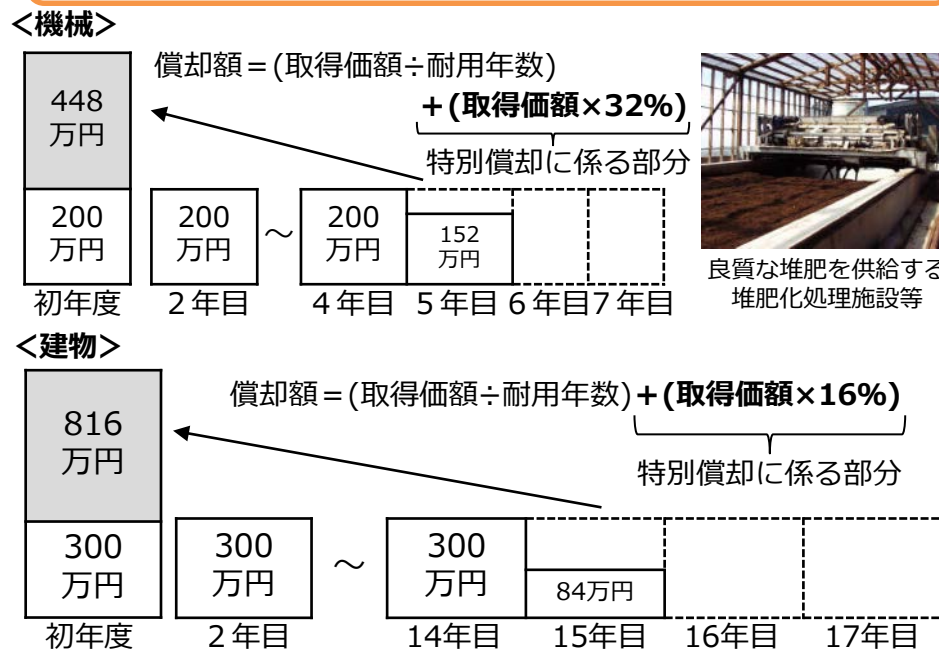 ＜機械＞
償却額＝(取得価額÷耐用年数)
＋(取得価額×32%)
特別償却に係る部分
448
万円
200
万円
200
万円
～
200
万円
152
万円
初年度
２年目
４年目
５年目
６年目
７年目
良質な堆肥を供給する
堆肥化処理施設等
＜建物＞
償却額＝(取得価額÷耐用年数)＋(取得価額×16%)
特別償却に係る部分
816
万円
300
万円
300
万円
～
300
万円
84万円
初年度
２年目
14年目
15年目
16年目
17年目